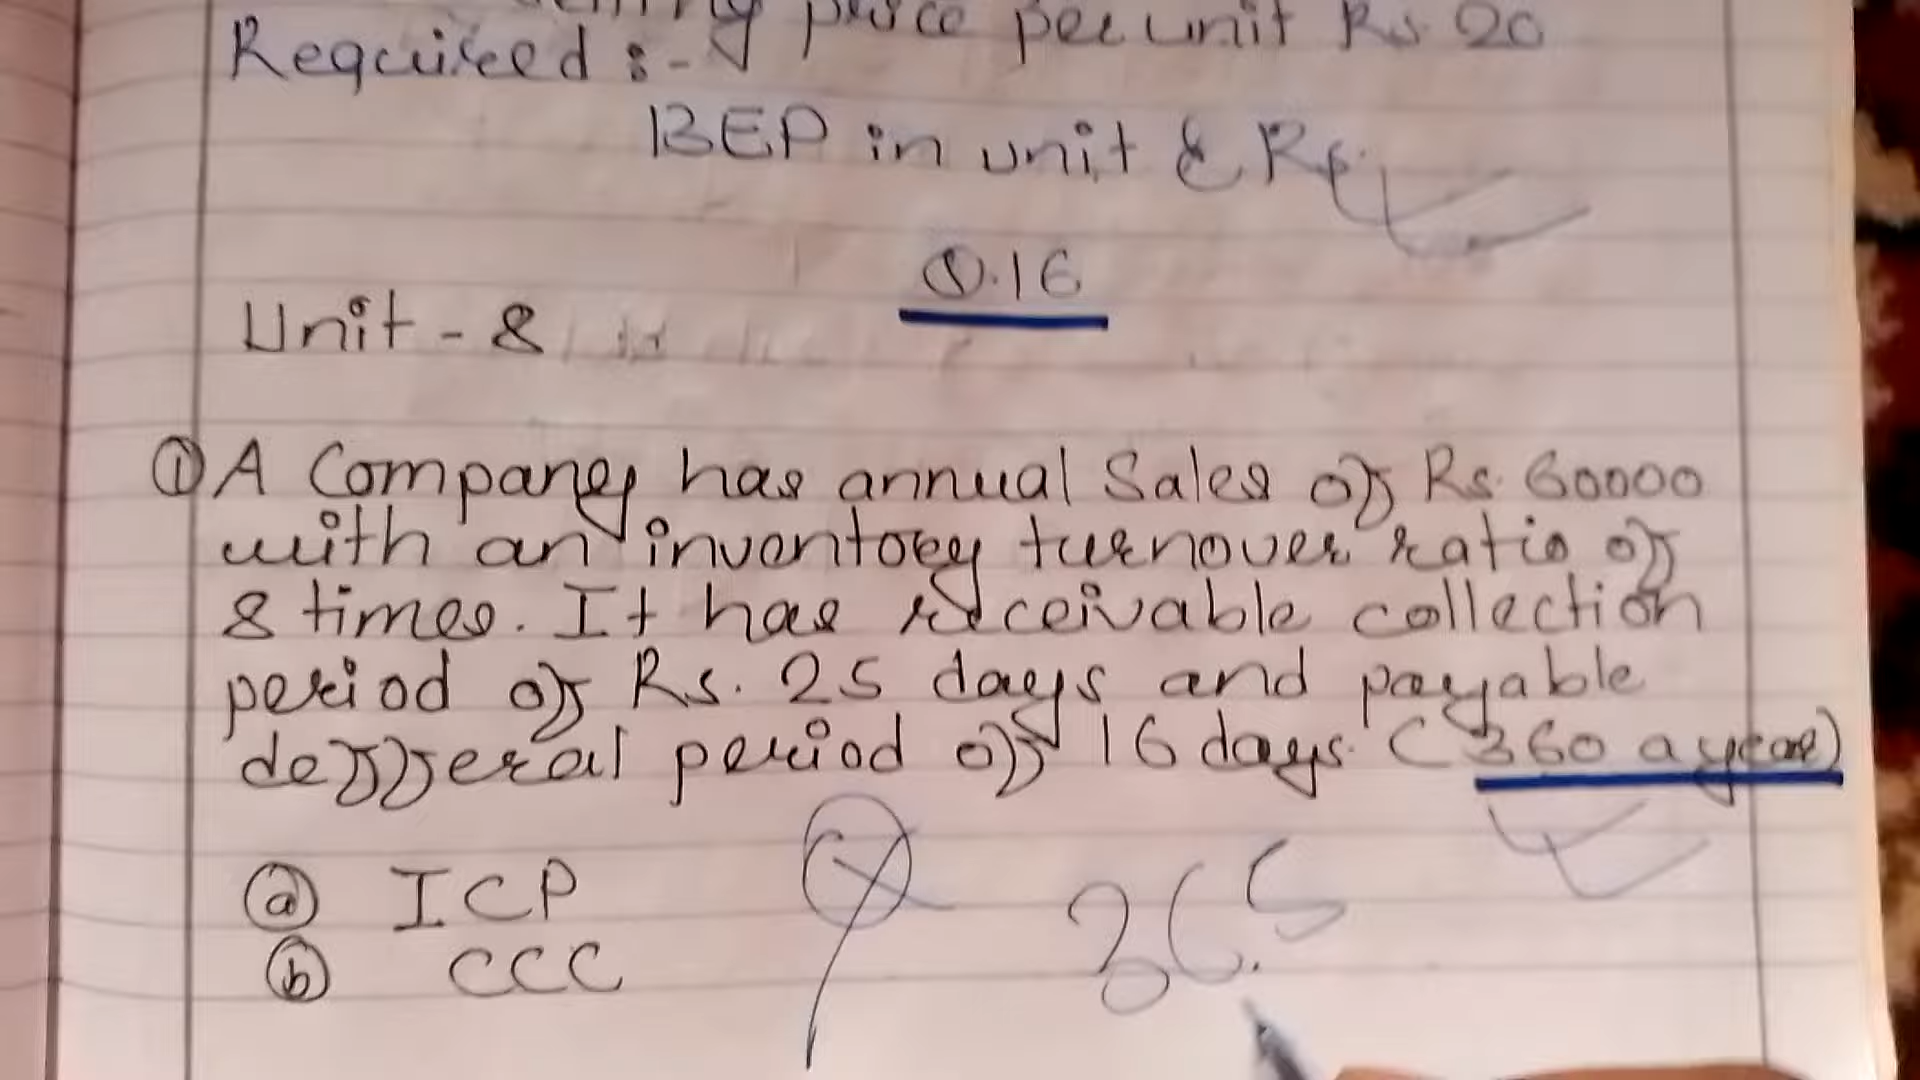 price per unit Rs. 20
Required :-
BEP in unit & Rs.
Q.16
Unit - 8
① A Company has annual Sales of Rs. 60000
with an inventory turnover ratio of
8 times. It has receivable collection
period of Rs. 25 days and payable
defferal period of 16 days. (360 a year)
ⓐ ICP
ⓑ CCC
365